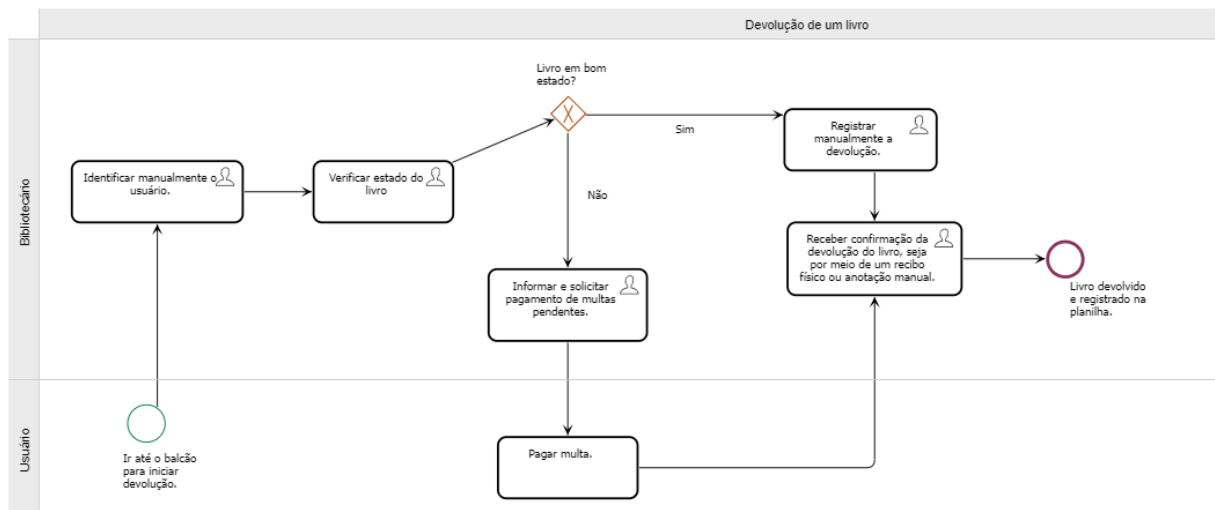 Devolução de um livro
Bibliotecário
Livro em bom
estado?
Sim
Registrar
manualmente a
devolução.
Identificar manualmente o
usuário.
Verificar estado do
livro
Não
Receber confirmação da
devolução do livro, seja
por meio de um recibo
físico ou anotação manual.
Informar e solicitar
pagamento de multas
pendentes.
Livro devolvido
e registrado na
planilha.
Usuário
Ir até o balcão
para iniciar
devolução.
Pagar multa.